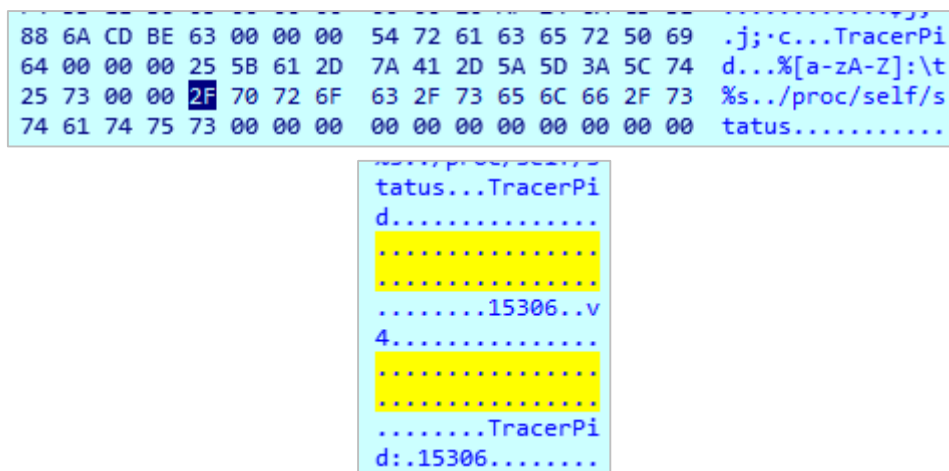 88 6A CD BE 63 00 00 00 54 72 61 63 65 72 50 69 .j;·c...TracerPi
64 00 00 00 25 5B 61 2D 7A 41 2D 5A 5D 3A 5C 74 d...%[a-zA-Z]:\t
25 73 00 00 2F 70 72 6F 63 2F 73 65 6C 66 2F 73 %s../proc/self/s
74 61 74 75 73 00 00 00 00 00 00 00 00 00 00 00 tatus...........
tatus...TracerPi
d...............
................
................
........15306..v
4...............
................
................
........TracerPi
d:.15306........